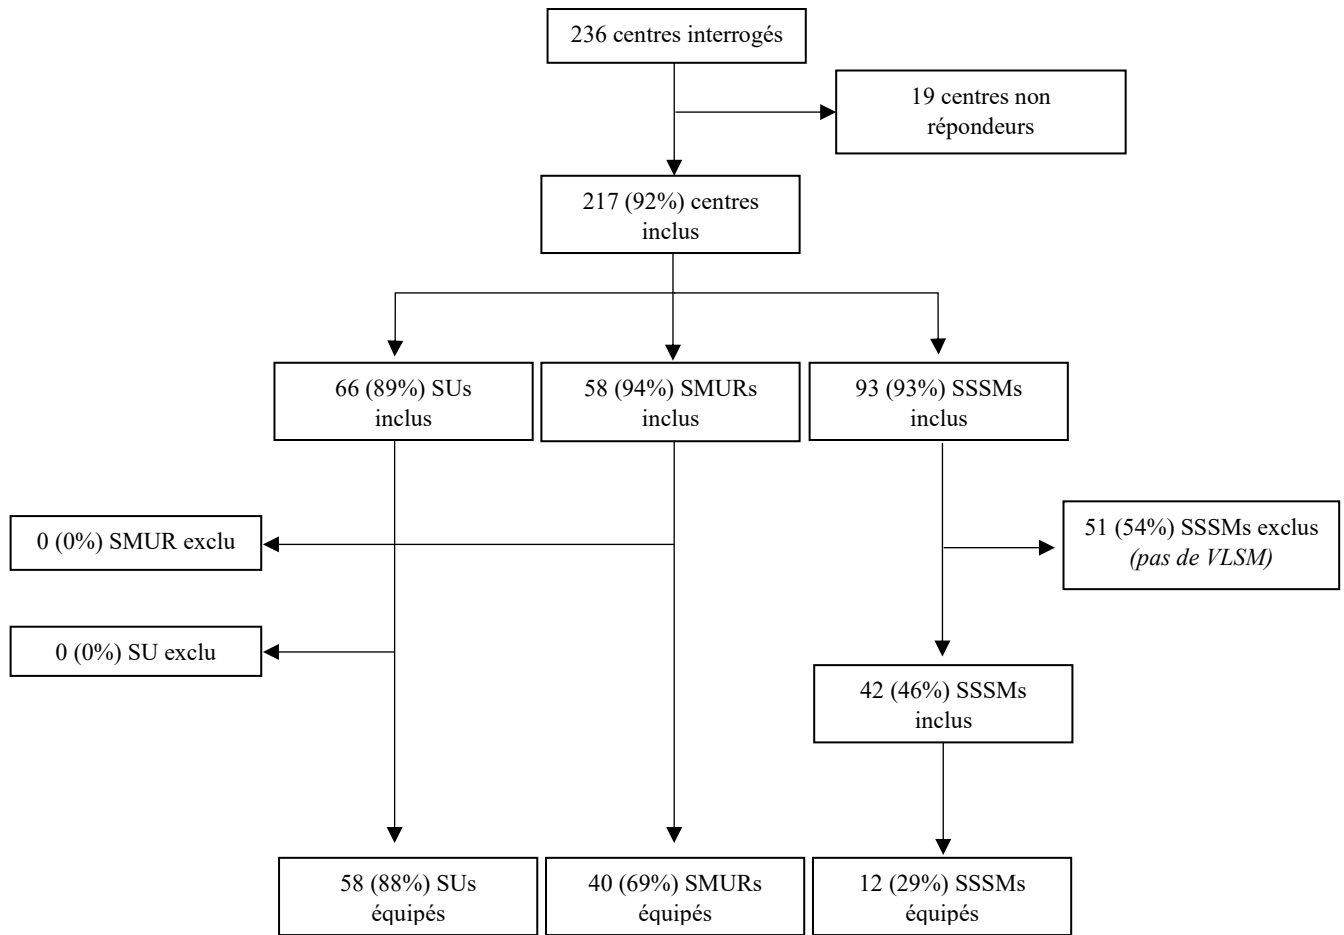 236 centres interrogés
19 centres non
répondeurs
217 (92%) centres
inclus
66 (89%) SUs
inclus
58 (94%) SMURs
inclus
93 (93%) SSSMs
inclus
0 (0%) SMUR exclu
51 (54%) SSSMs exclus
(pas de VLSM)
0 (0%) SU exclu
42 (46%) SSSMs
inclus
58 (88%) SUs
équipés
40 (69%) SMURs
équipés
12 (29%) SSSMs
équipés